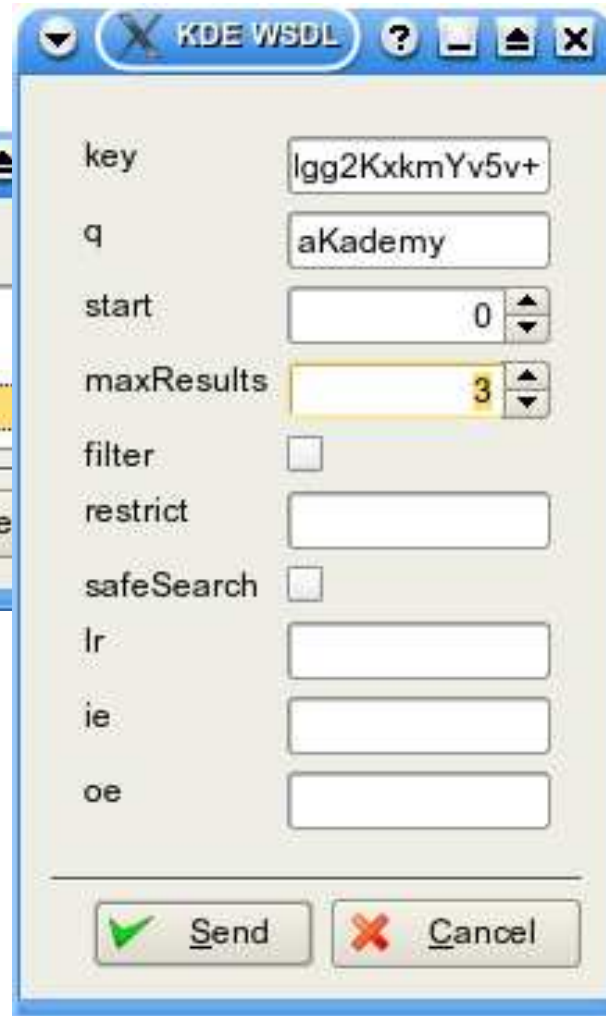 KDE WSDL
key lgg2KxkmYv5v+
q aKademy
start 0
maxResults 3
filter
restrict
safeSearch
lr
ie
oe
Send Cancel